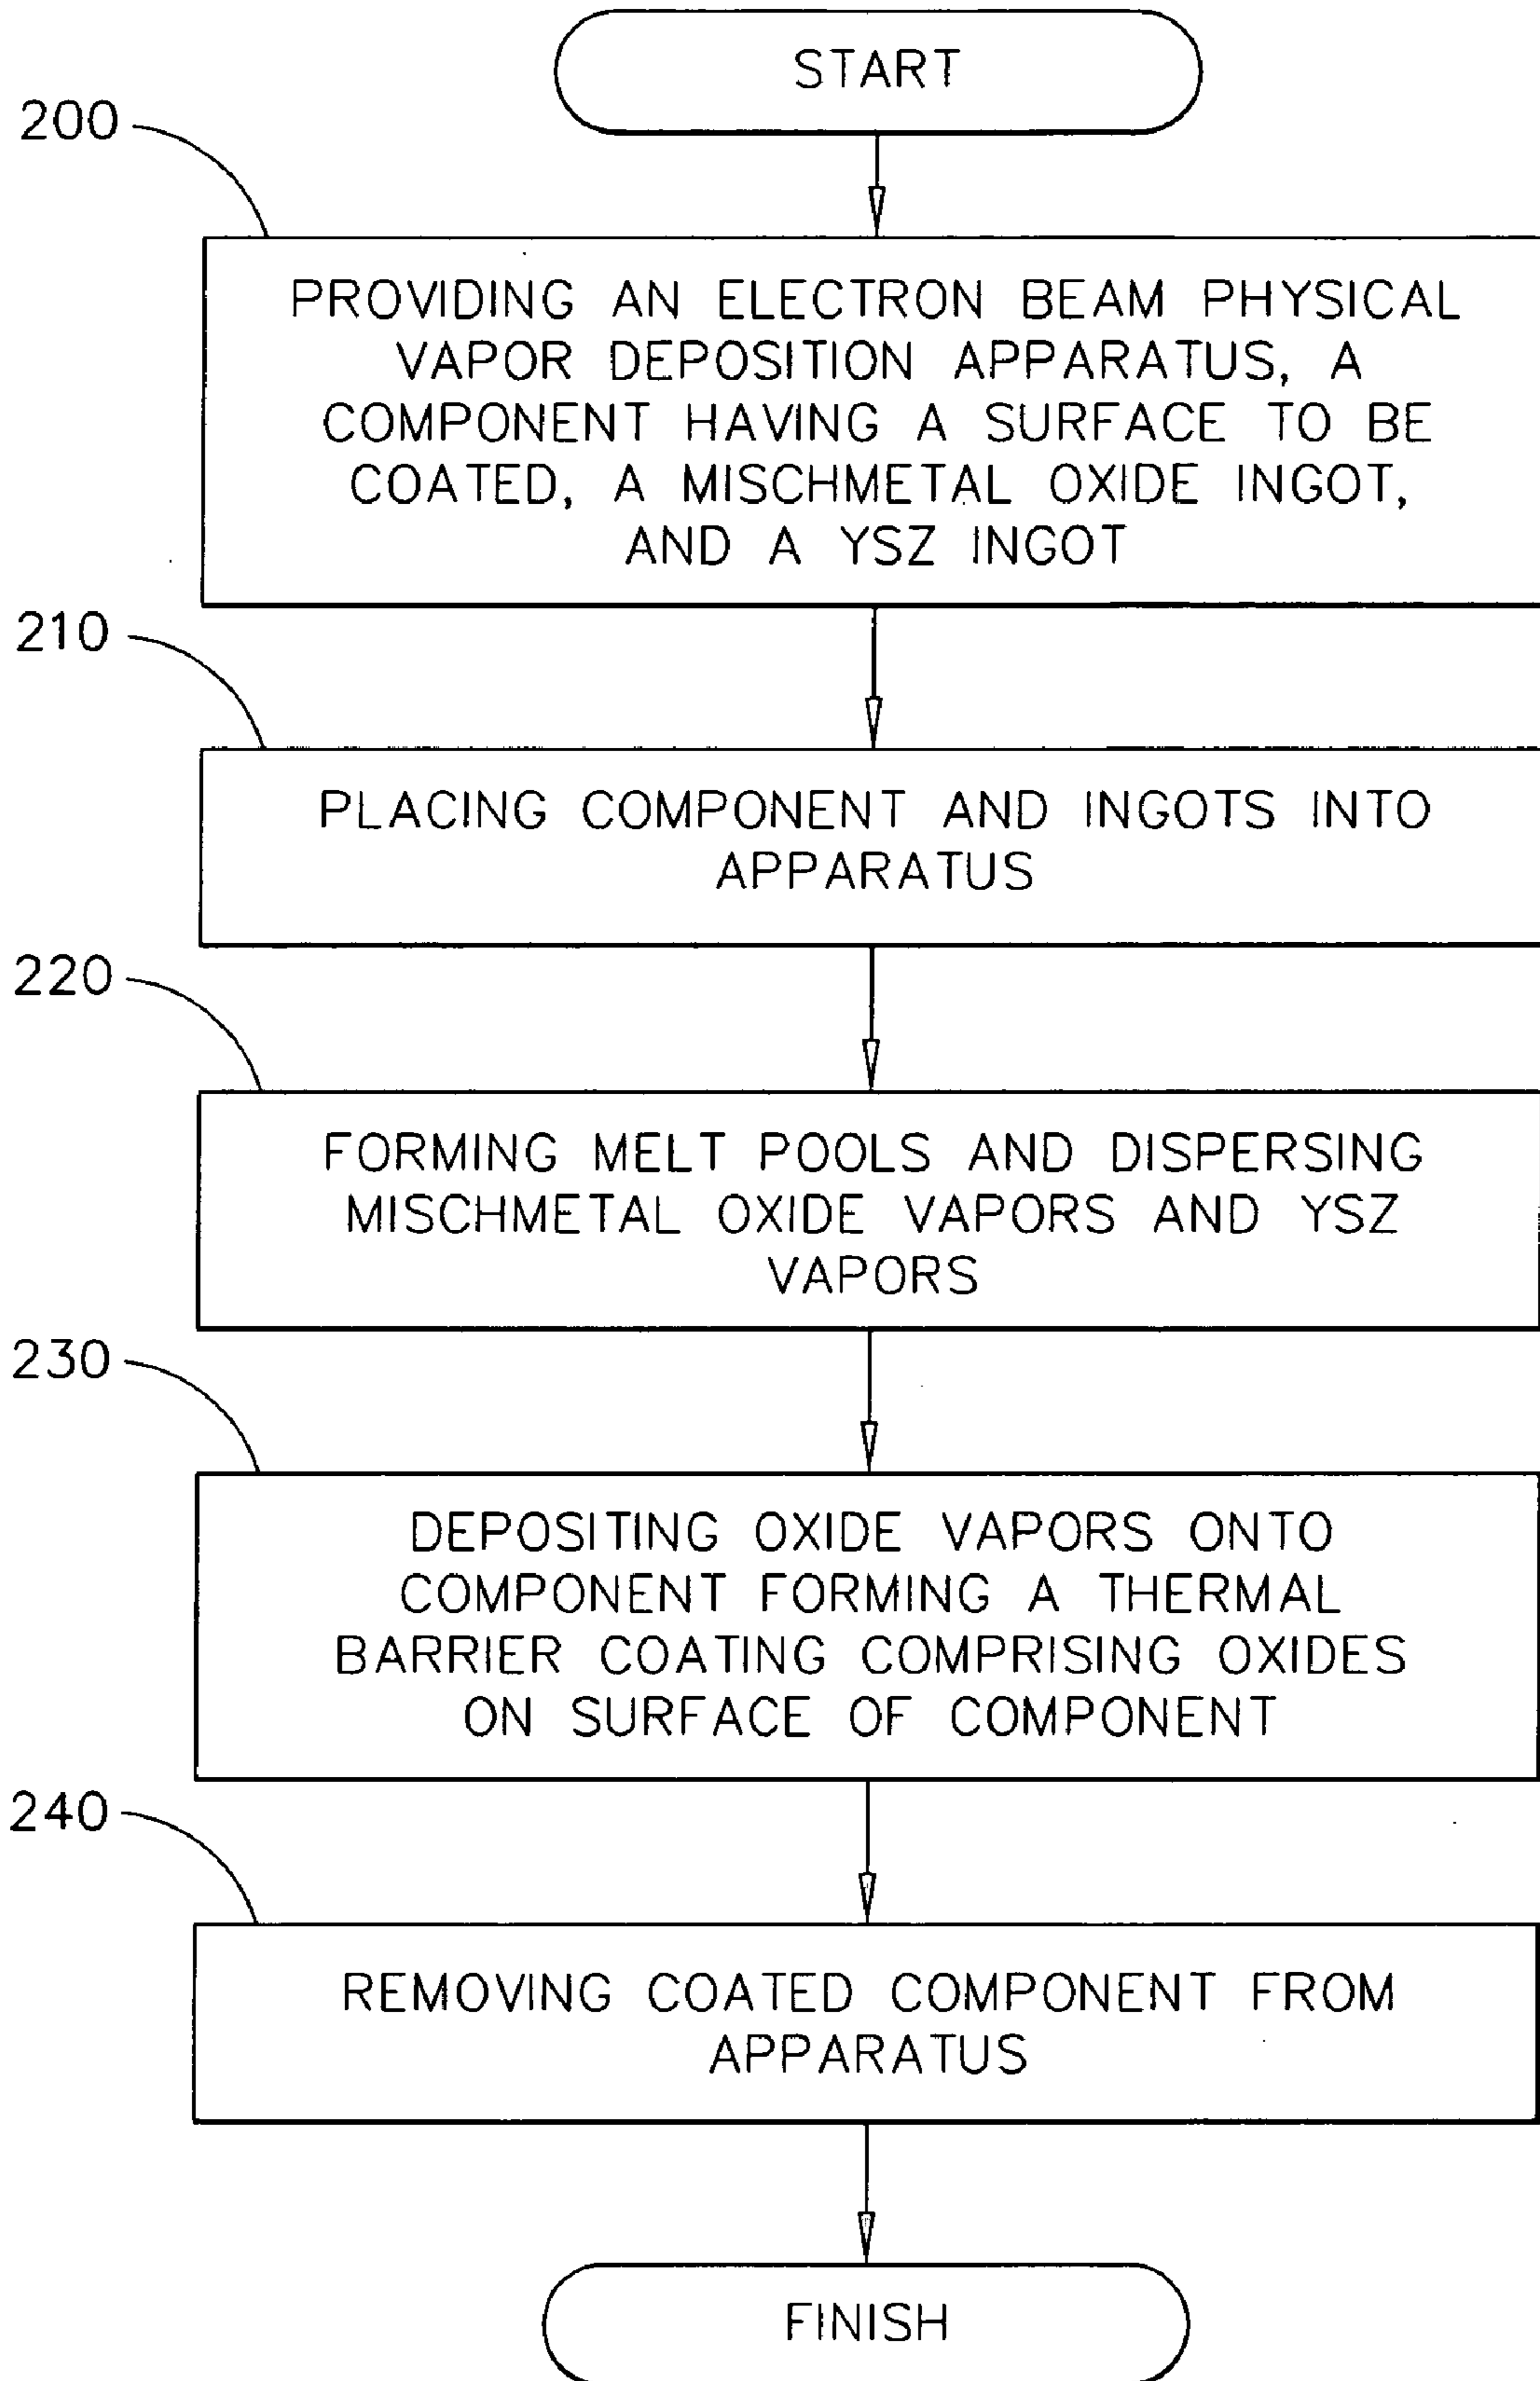 START
200
PROVIDING AN ELECTRON BEAM PHYSICAL
VAPOR DEPOSITION APPARATUS, A
COMPONENT HAVING A SURFACE TO BE
COATED, A MISCHMETAL OXIDE INGOT,
AND A YSZ INGOT
210
PLACING COMPONENT AND INGOTS INTO
APPARATUS
220
FORMING MELT POOLS AND DISPERSING
MISCHMETAL OXIDE VAPORS AND YSZ
VAPORS
230
DEPOSITING OXIDE VAPORS ONTO
COMPONENT FORMING A THERMAL
BARRIER COATING COMPRISING OXIDES
ON SURFACE OF COMPONENT
240
REMOVING COATED COMPONENT FROM
APPARATUS
FINISH